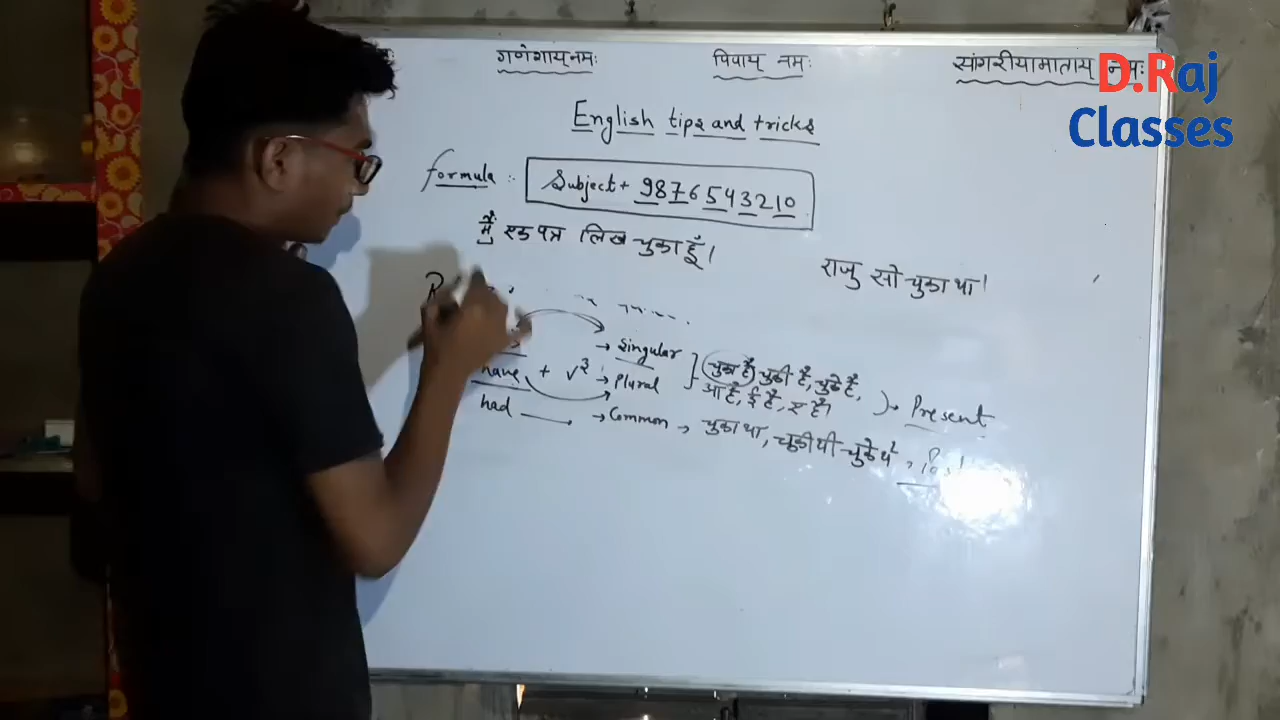 गणेशाय् नमः पिपाय् नमः सांगरीयामाताय् नमः
D.Raj
Classes
English tips and tricks
formula :- Subject + 9876543210
मैं एक पत्र लिख चुका हूँ।
राजु सो चुका था।
→ Singular चुका है, चुकी है, चुके है,
have + V³ → Plural आ है, ई है, ए है। → Present
had → Common → चुका था, चुकी थी चुके थे